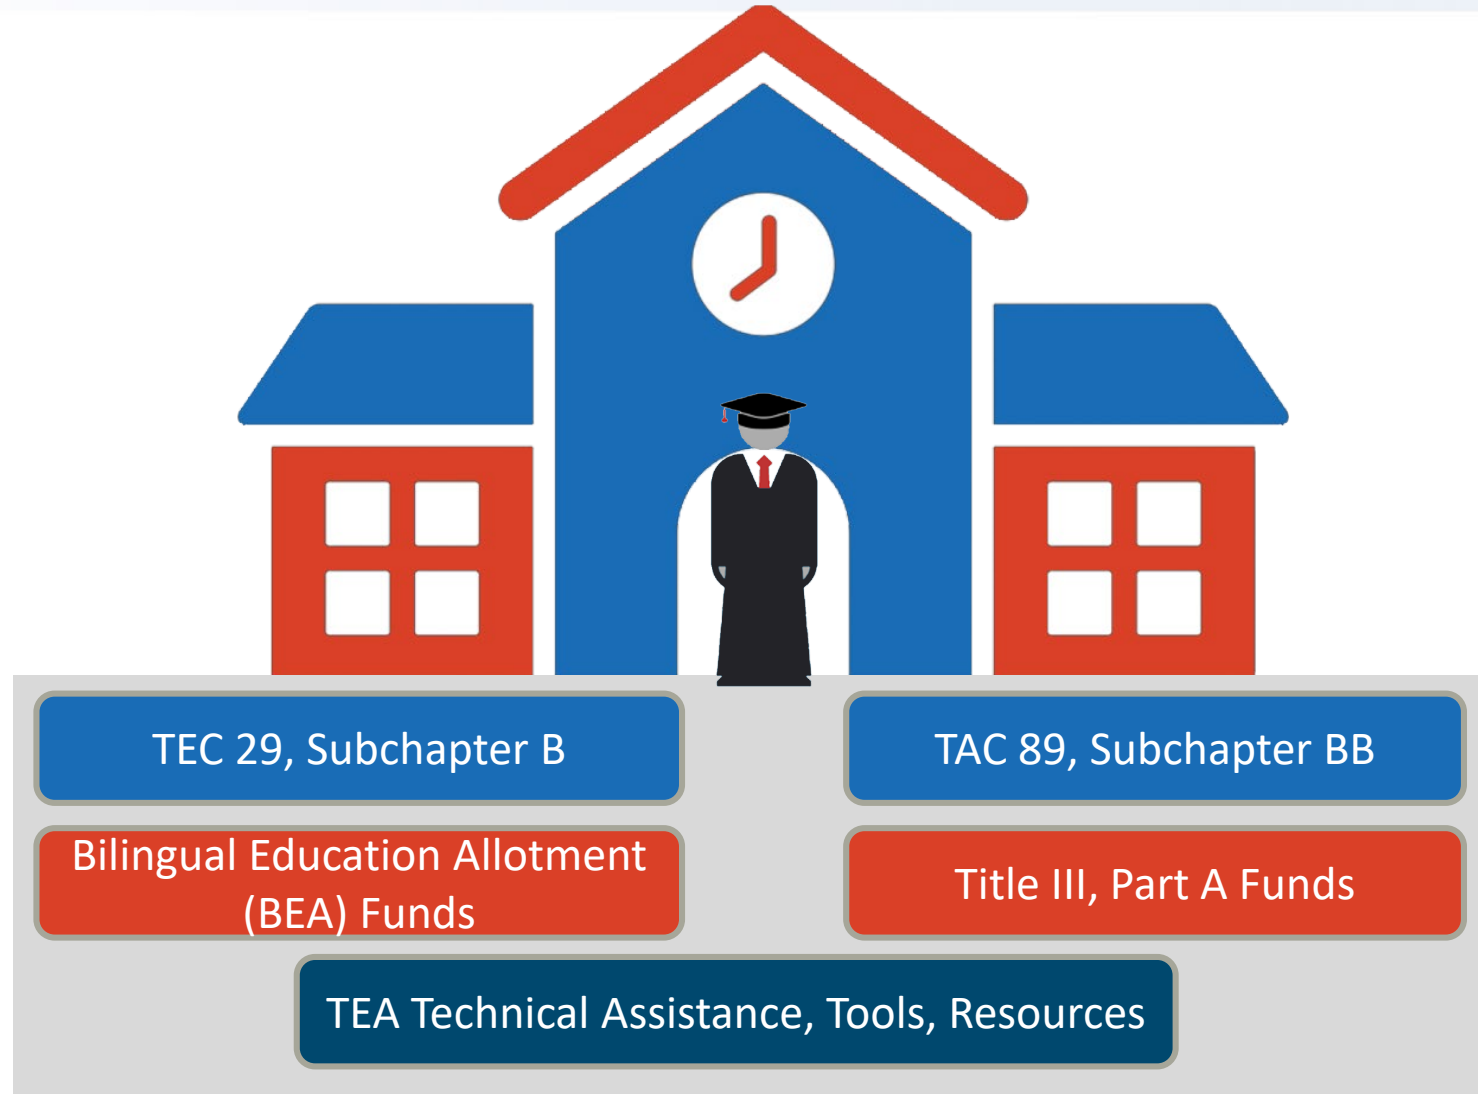 TEC 29, Subchapter B
TAC 89, Subchapter BB
Bilingual Education Allotment
(BEA) Funds
Title III, Part A Funds
TEA Technical Assistance, Tools, Resources